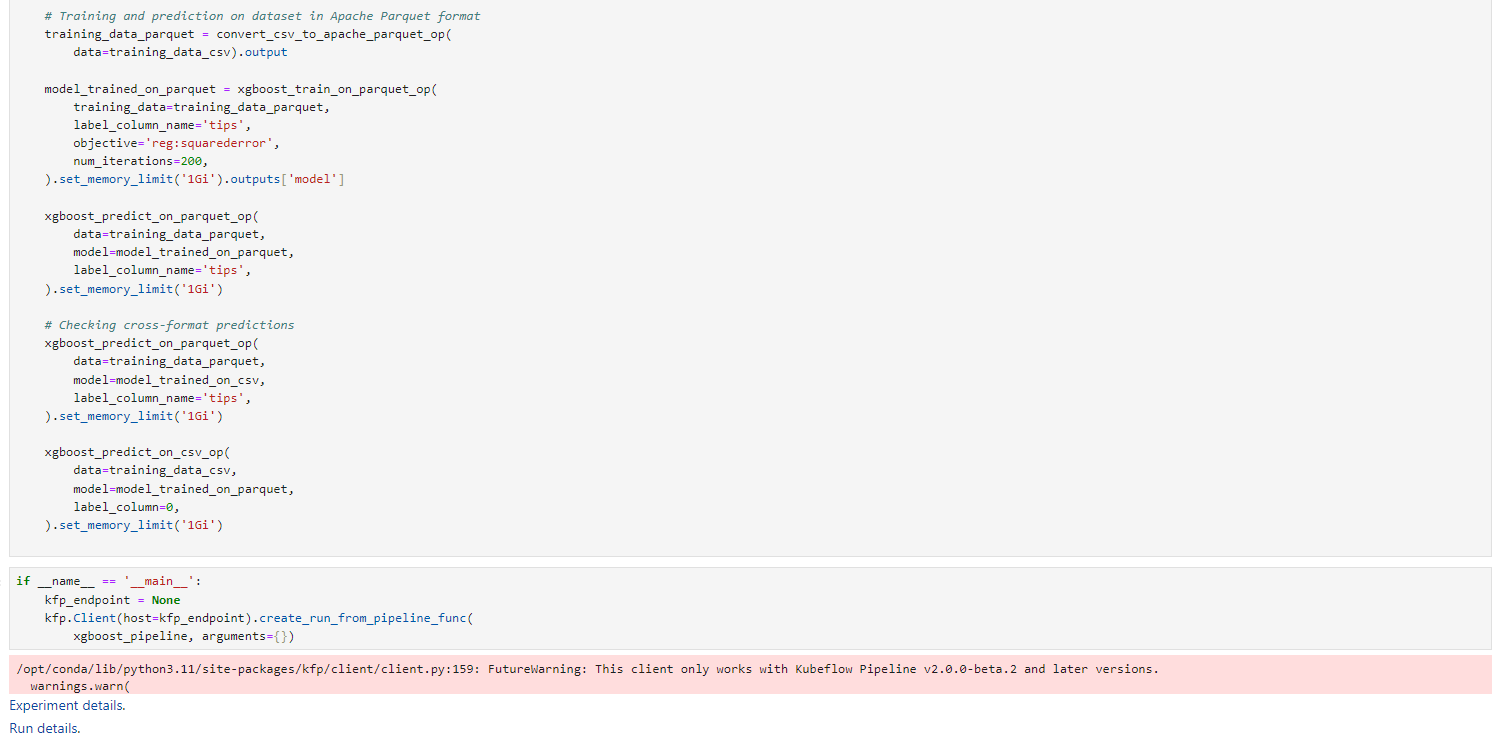 # Training and prediction on dataset in Apache Parquet format
training_data_parquet = convert_csv_to_apache_parquet_op(
data=training_data_csv).output
model_trained_on_parquet = xgboost_train_on_parquet_op(
training_data=training_data_parquet,
label_column_name='tips',
objective='reg:squarederror',
num_iterations=200,
).set_memory_limit('1Gi').outputs['model']
xgboost_predict_on_parquet_op(
data=training_data_parquet,
model=model_trained_on_parquet,
label_column_name='tips',
).set_memory_limit('1Gi')
# Checking cross-format predictions
xgboost_predict_on_parquet_op(
data=training_data_parquet,
model=model_trained_on_csv,
label_column_name='tips',
).set_memory_limit('1Gi')
xgboost_predict_on_csv_op(
data=training_data_csv,
model=model_trained_on_parquet,
label_column=0,
).set_memory_limit('1Gi')
if __name__ == '__main__':
kfp_endpoint = None
kfp.Client(host=kfp_endpoint).create_run_from_pipeline_func(
xgboost_pipeline, arguments={})
/opt/conda/lib/python3.11/site-packages/kfp/client/client.py:159: FutureWarning: This client only works with Kubeflow Pipeline v2.0.0-beta.2 and later versions.
warnings.warn(
Experiment details.
Run details.